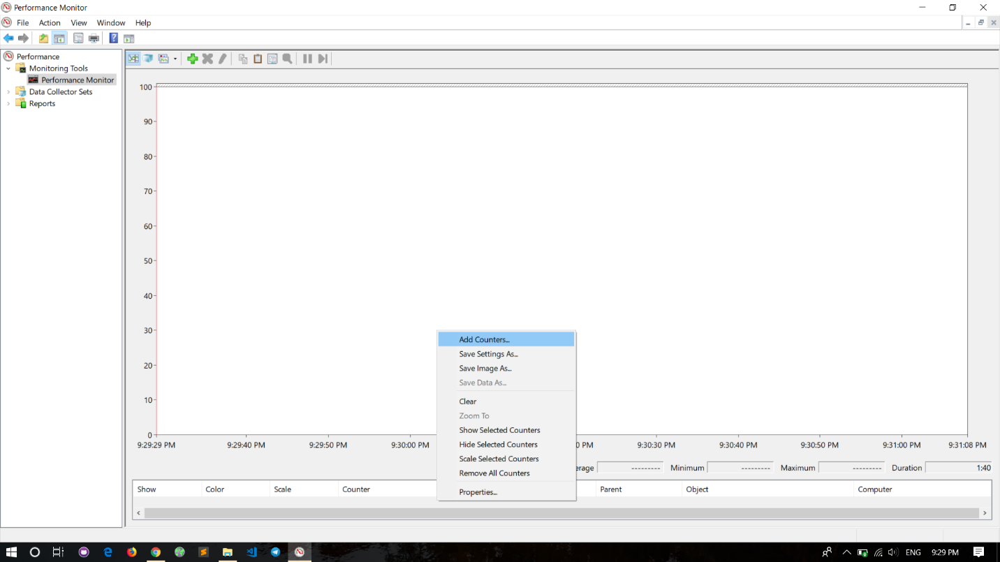 Performance Monitor
File Action View Window Help
Performance
Monitoring Tools
Performance Monitor
Data Collector Sets
Reports
100
90
80
70
60
50
40
30
20
10
0
9:29:29 PM 9:29:40 PM 9:29:50 PM 9:30:00 PM 0 PM 9:30:30 PM 9:30:40 PM 9:30:50 PM 9:31:00 PM 9:31:08 PM
Add Counters...
Save Settings As...
Save Image As...
Save Data As...
Clear
Zoom To
Show Selected Counters
Hide Selected Counters
Scale Selected Counters
Remove All Counters
Properties...
erage --------- Minimum --------- Maximum --------- Duration 1:40
Show Color Scale Counter Parent Object Computer
ENG 9:29 PM